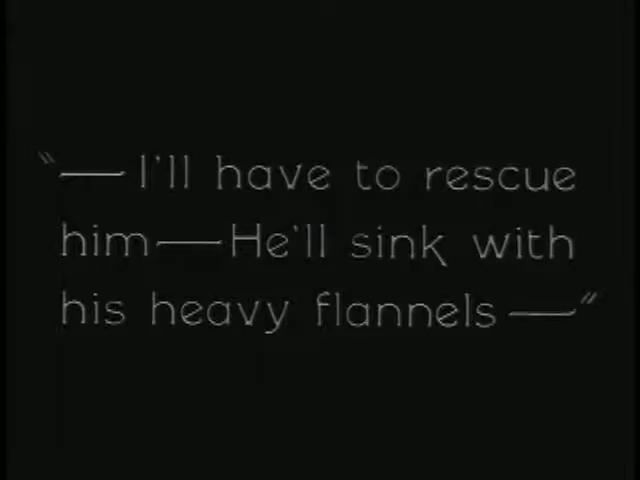 "—I'll have to rescue
him—He'll sink with
his heavy flannels—"